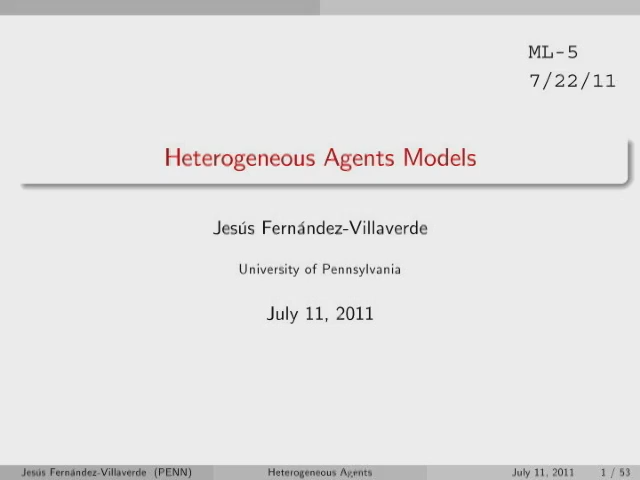 ML-5
7/22/11
Heterogeneous Agents Models
Jesús Fernández-Villaverde
University of Pennsylvania
July 11, 2011
Jesús Fernández-Villaverde (PENN) Heterogeneous Agents July 11, 2011 1 / 53